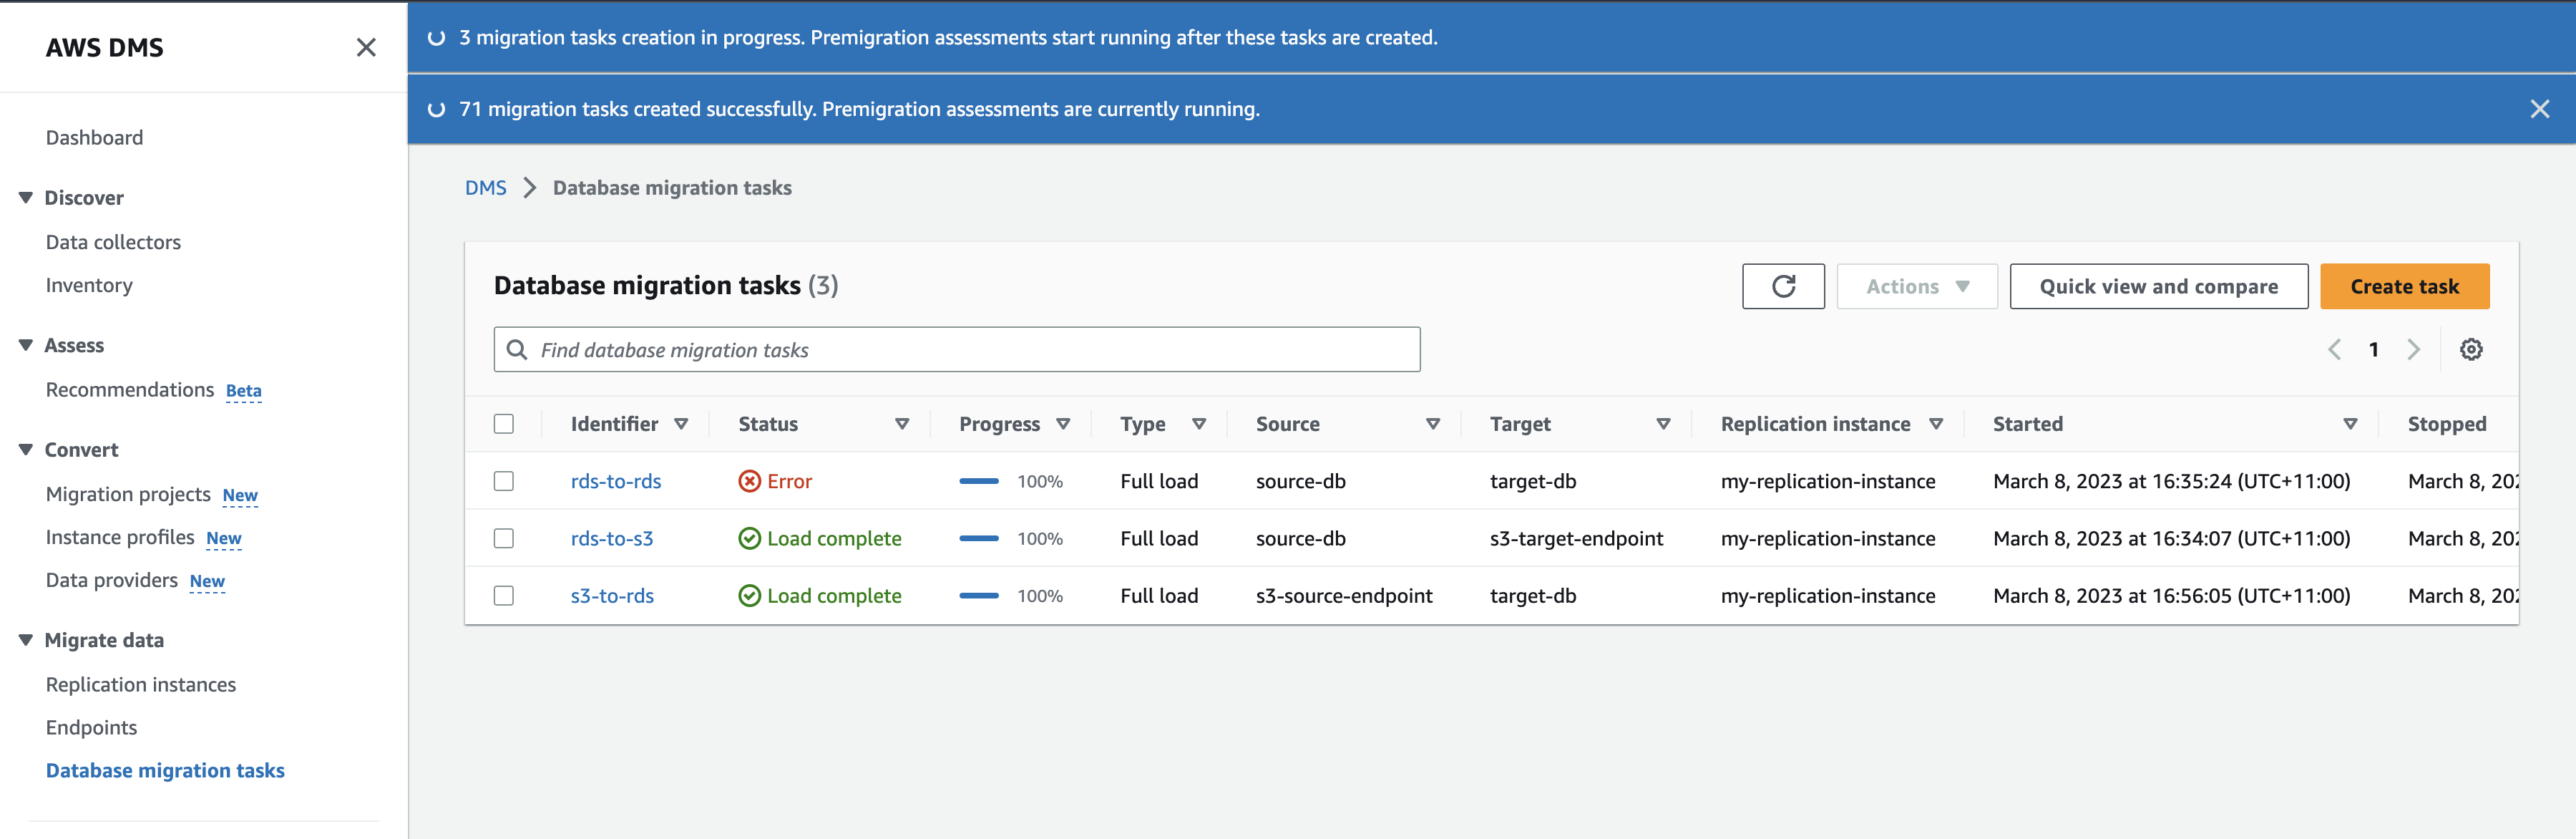 AWS DMS
3 migration tasks creation in progress. Premigration assessments start running after these tasks are created.
71 migration tasks created successfully. Premigration assessments are currently running.
Dashboard
Discover
Data collectors
Inventory
Assess
Recommendations Beta
Convert
Migration projects New
Instance profiles New
Data providers New
Migrate data
Replication instances
Endpoints
Database migration tasks
DMS > Database migration tasks
Database migration tasks (3)
Actions
Quick view and compare
Create task
Find database migration tasks
1
Identifier Status Progress Type Source Target Replication instance Started Stopped
rds-to-rds Error 100% Full load source-db target-db my-replication-instance March 8, 2023 at 16:35:24 (UTC+11:00) March 8,
rds-to-s3 Load complete 100% Full load source-db s3-target-endpoint my-replication-instance March 8, 2023 at 16:34:07 (UTC+11:00) March 8,
s3-to-rds Load complete 100% Full load s3-source-endpoint target-db my-replication-instance March 8, 2023 at 16:56:05 (UTC+11:00) March 8,